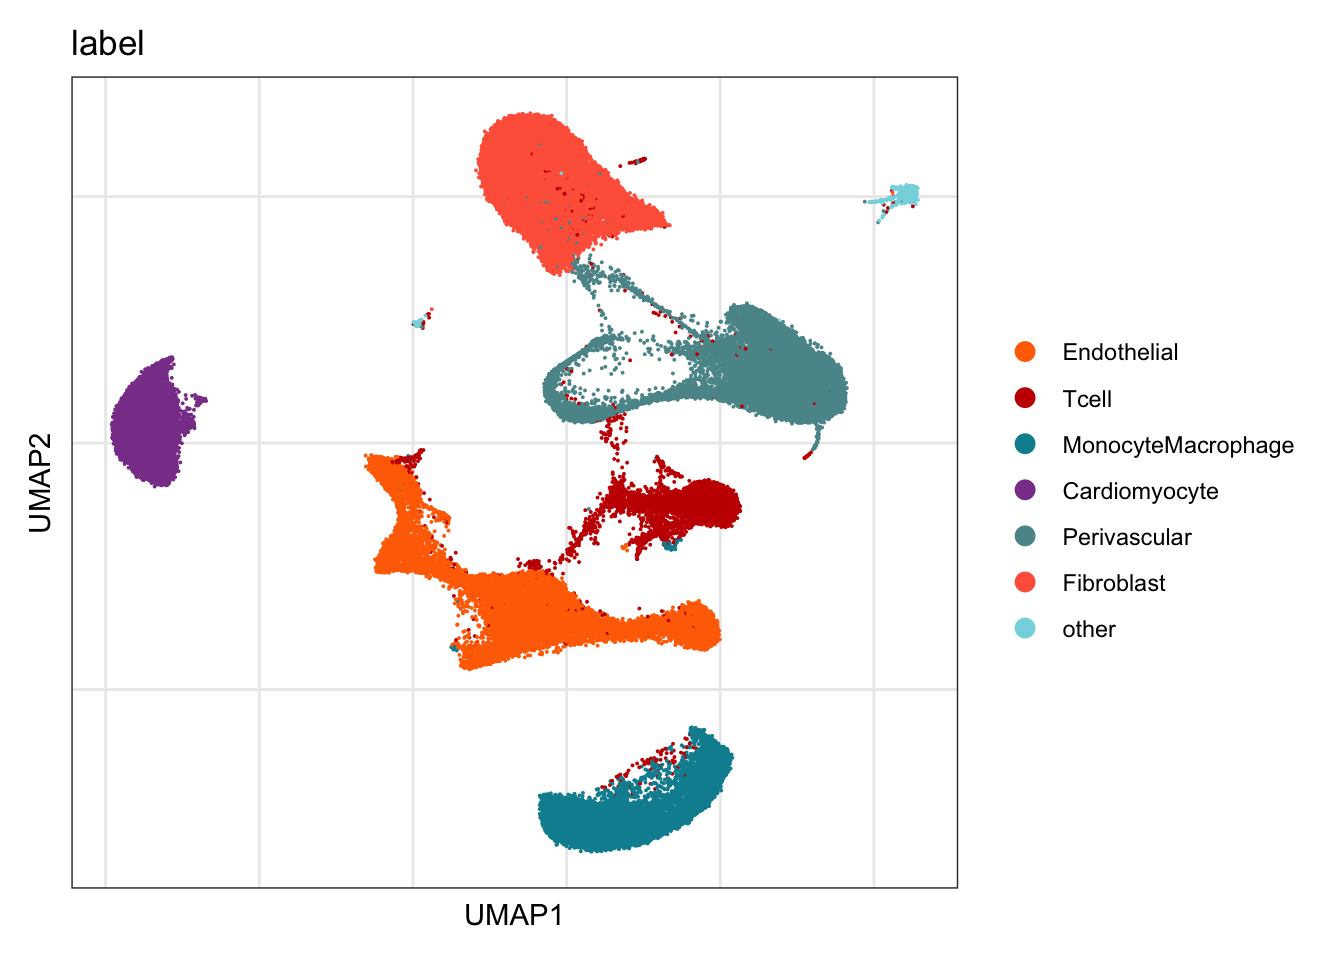 label
UMAP2
UMAP1
Endothelial
Tcell
MonocyteMacrophage
Cardiomyocyte
Perivascular
Fibroblast
other